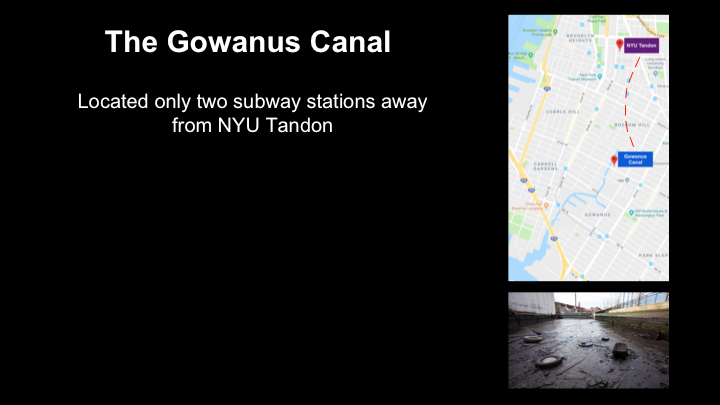 The Gowanus Canal
Located only two subway stations away
from NYU Tandon
BROOKLYN
HEIGHTS
NYU Tandon
COBBLE HILL
BOERUM HILL
Gowanus
Canal
CARROLL
GARDENS
GOWANUS
PARK SLOP